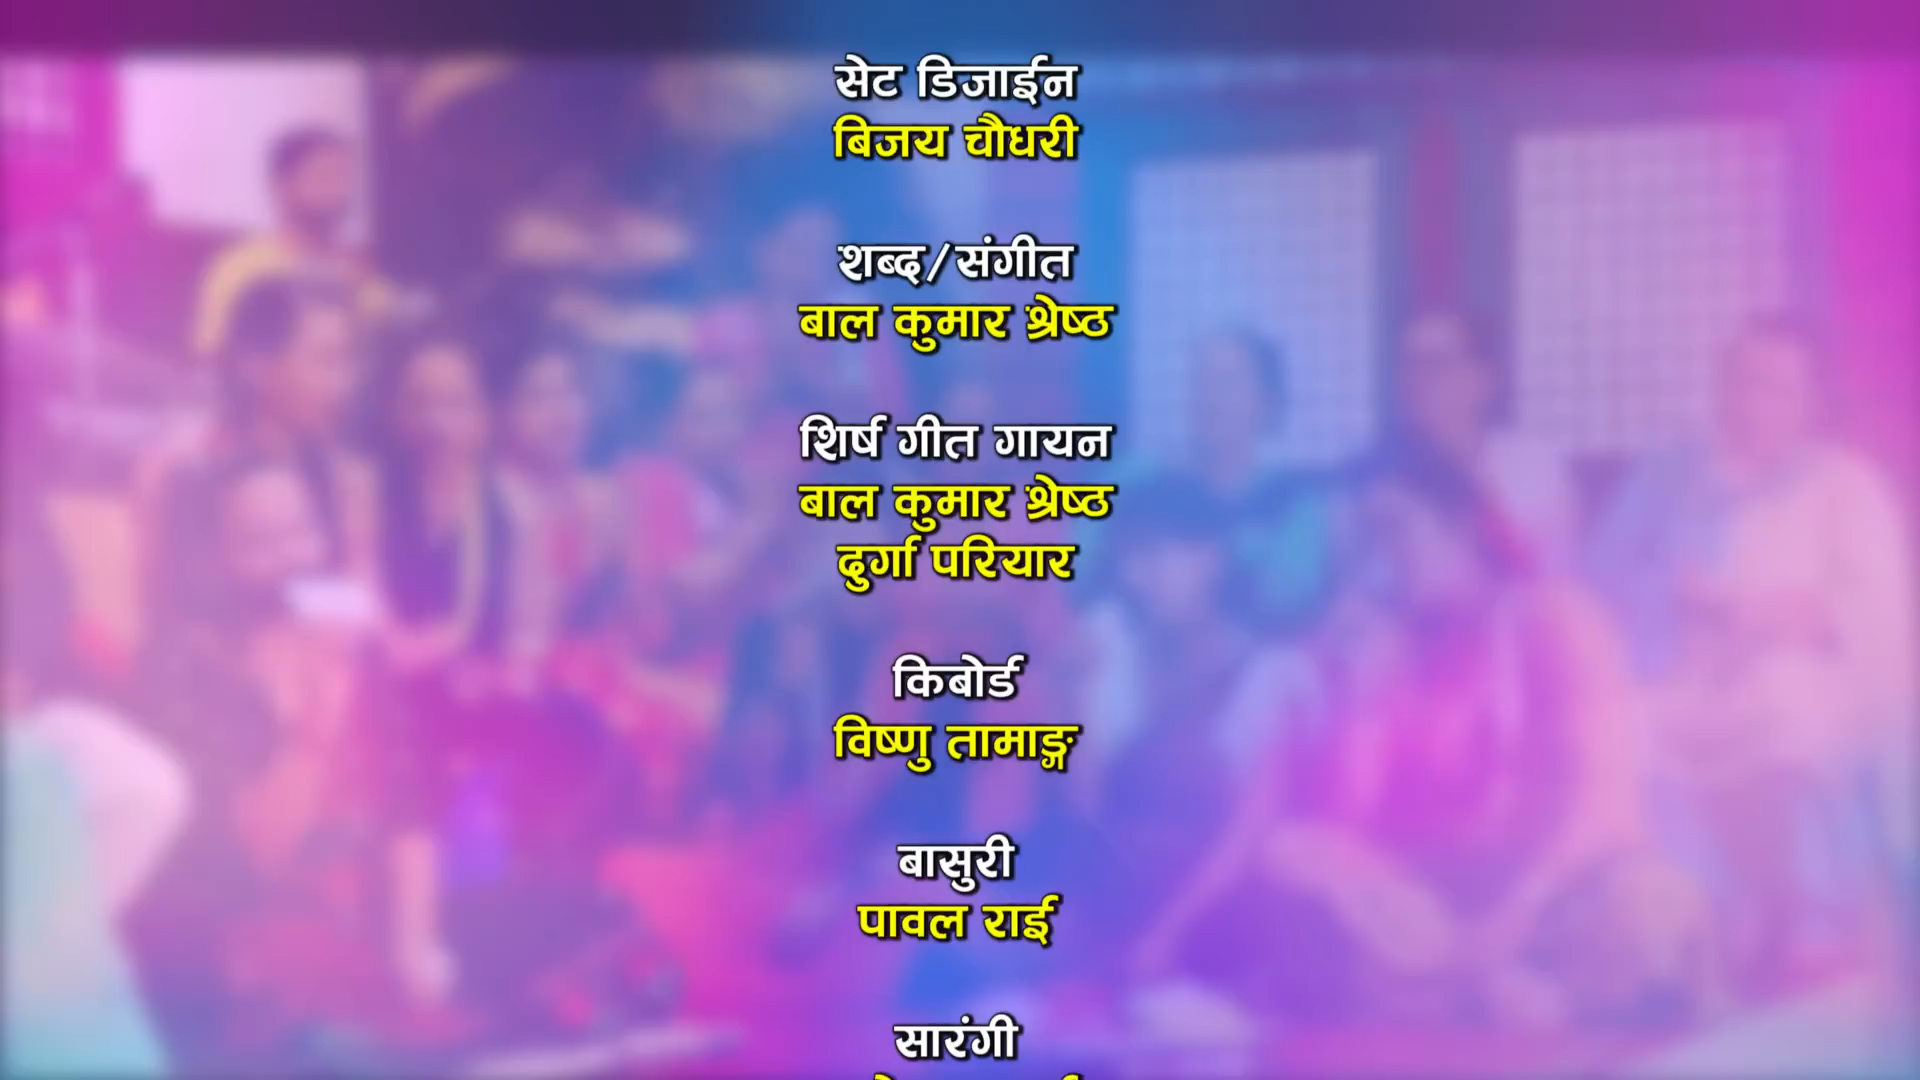 सेट डिजाईन
बिजय चौधरी
शब्द/संगीत
बाल कुमार श्रेष्ठ
शिर्ष गीत गायन
बाल कुमार श्रेष्ठ
दुर्गा परियार
किबोर्ड
विष्णु तामाङ्ग
बासुरी
पावल राई
सारंगी